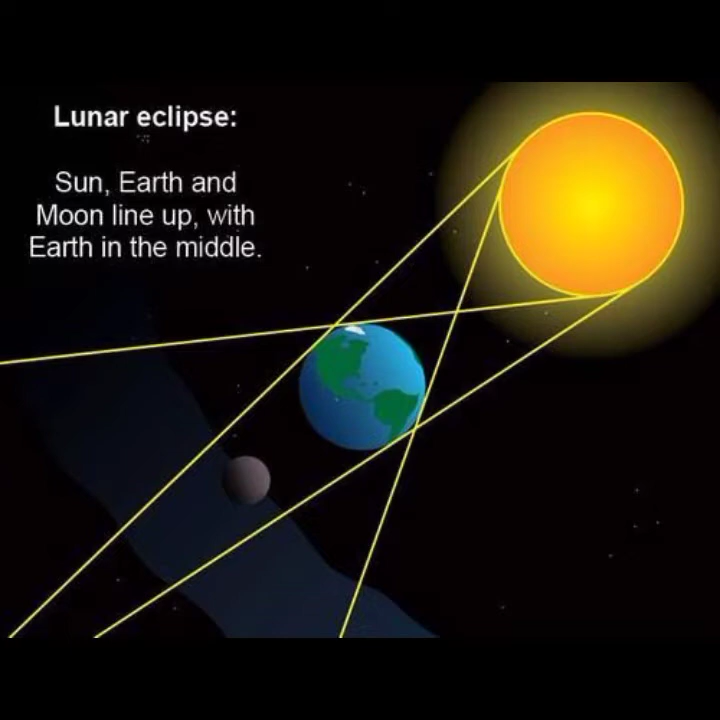 Lunar eclipse:
Sun, Earth and
Moon line up, with
Earth in the middle.